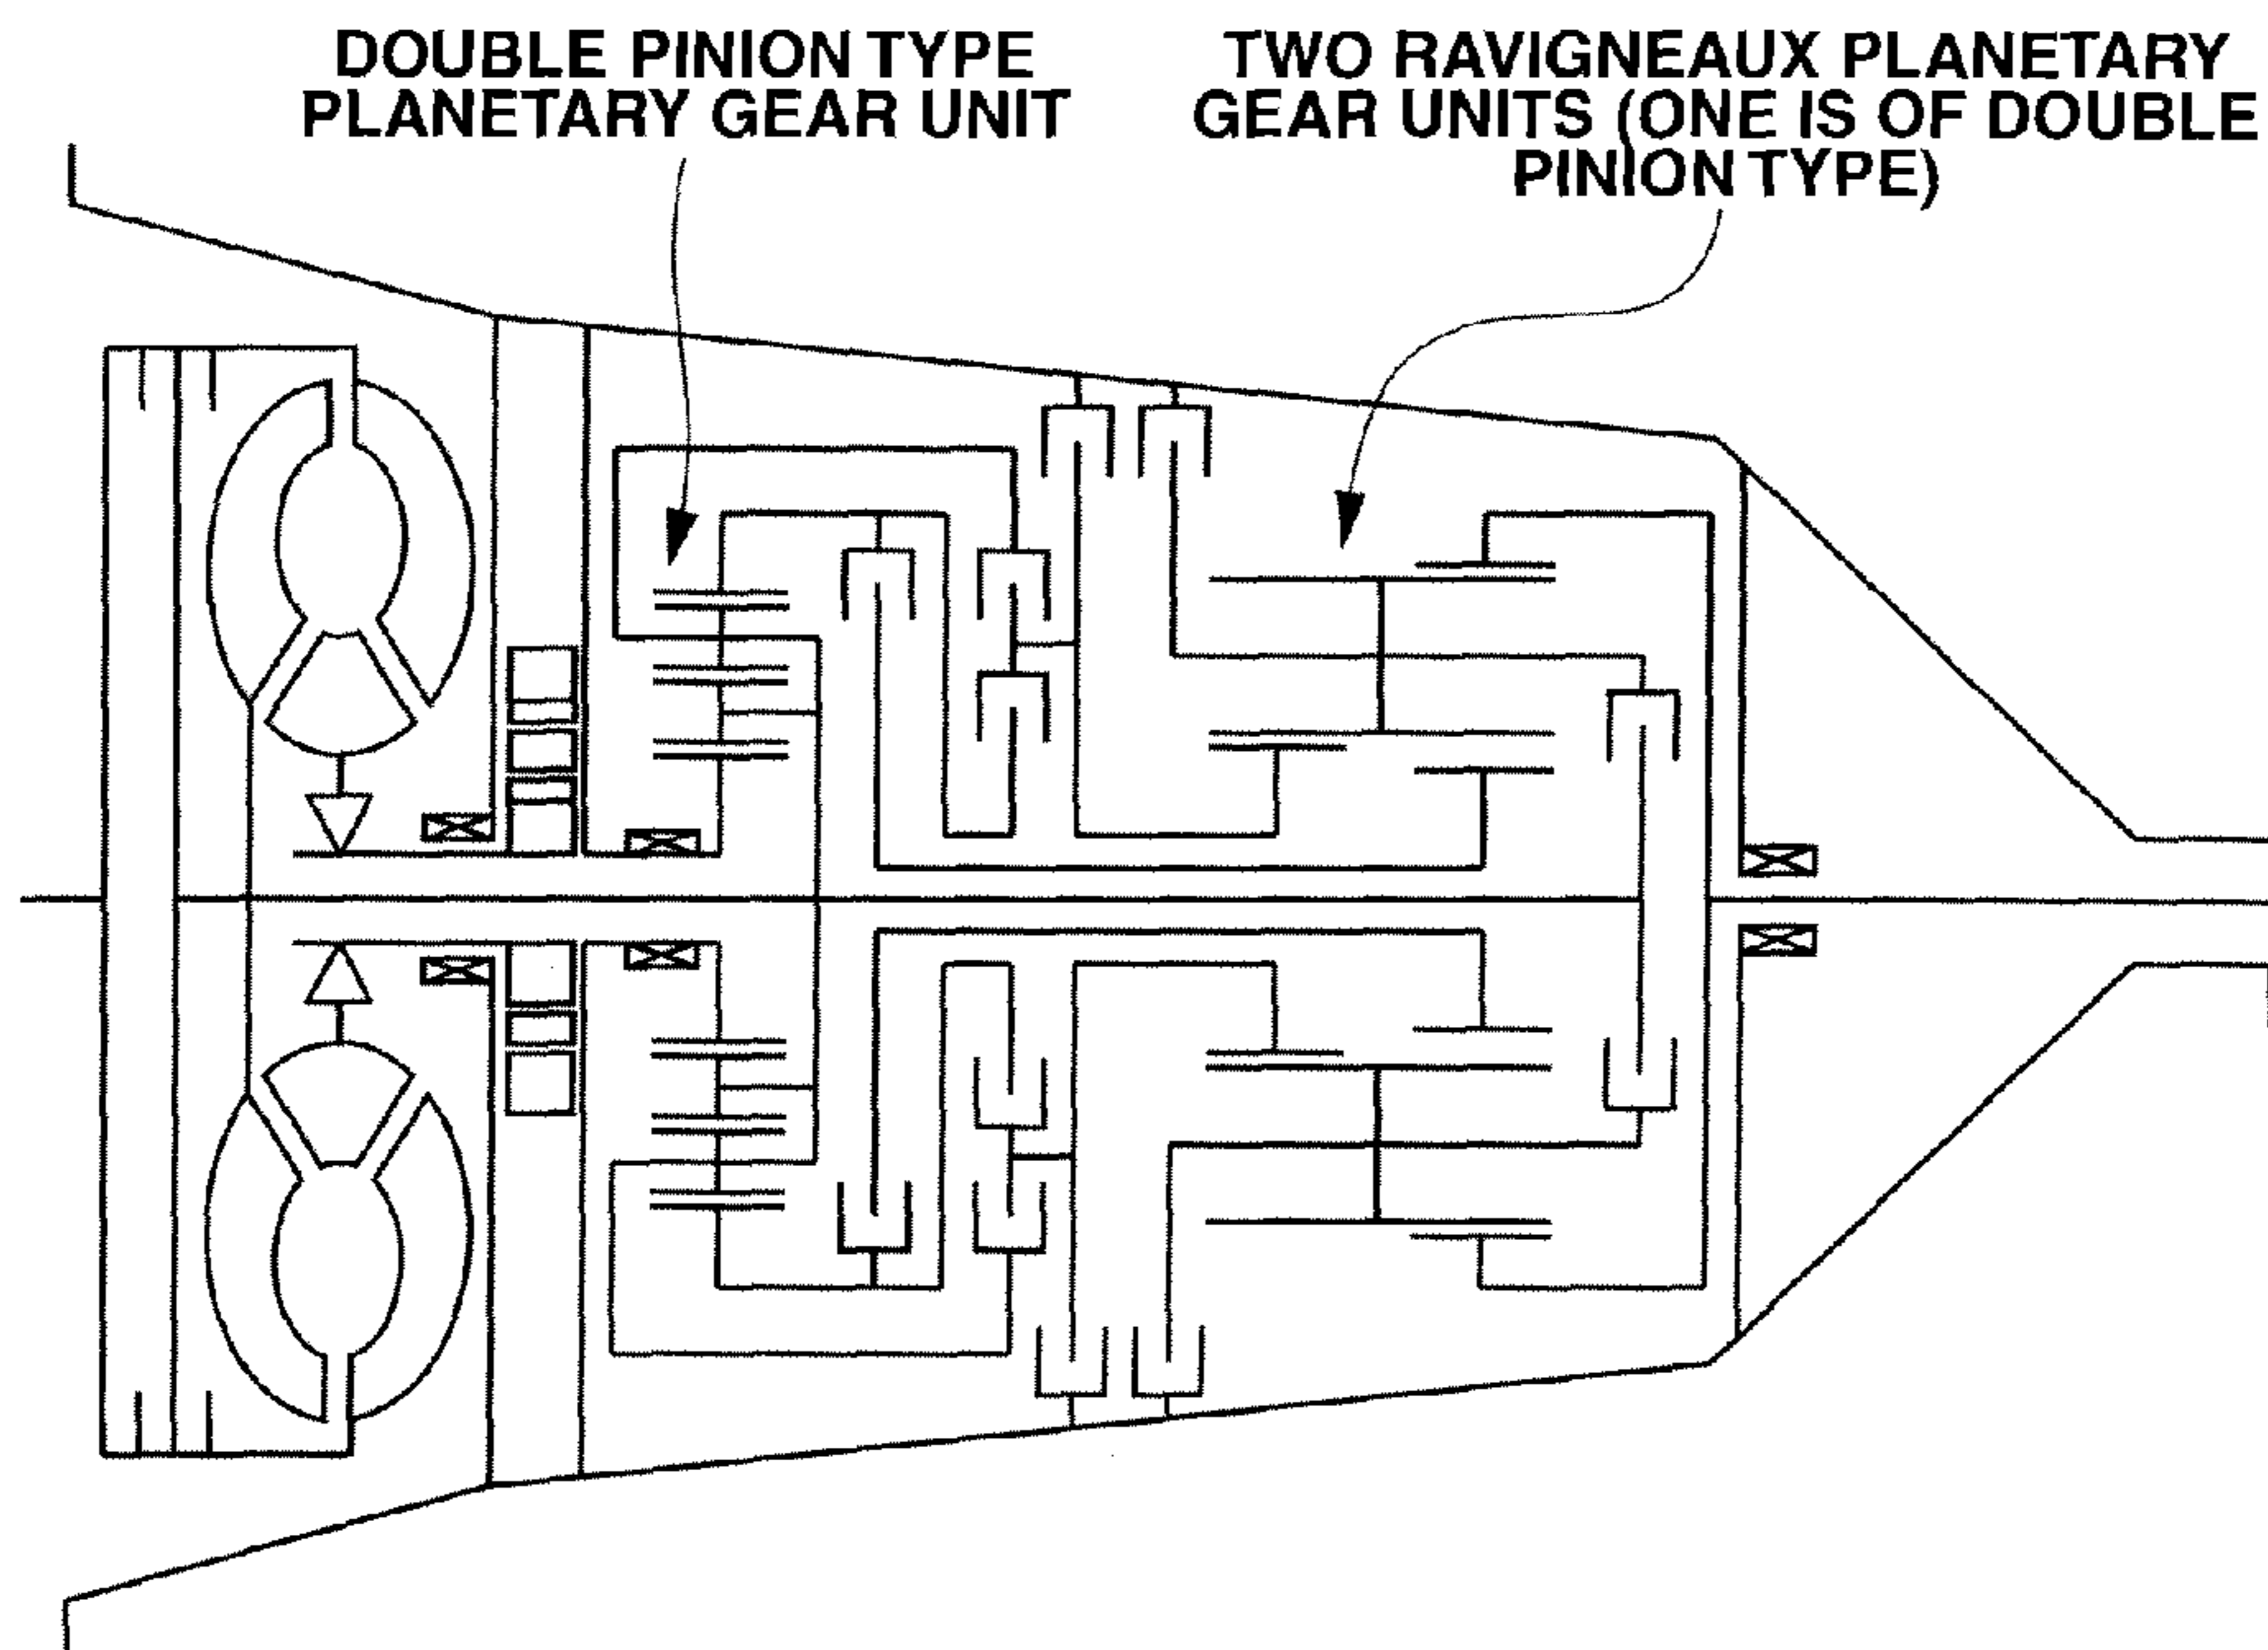 DOUBLE PINION TYPE
PLANETARY GEAR UNIT
TWO RAVIGNEAUX PLANETARY
GEAR UNITS (ONE IS OF DOUBLE
PINION TYPE)